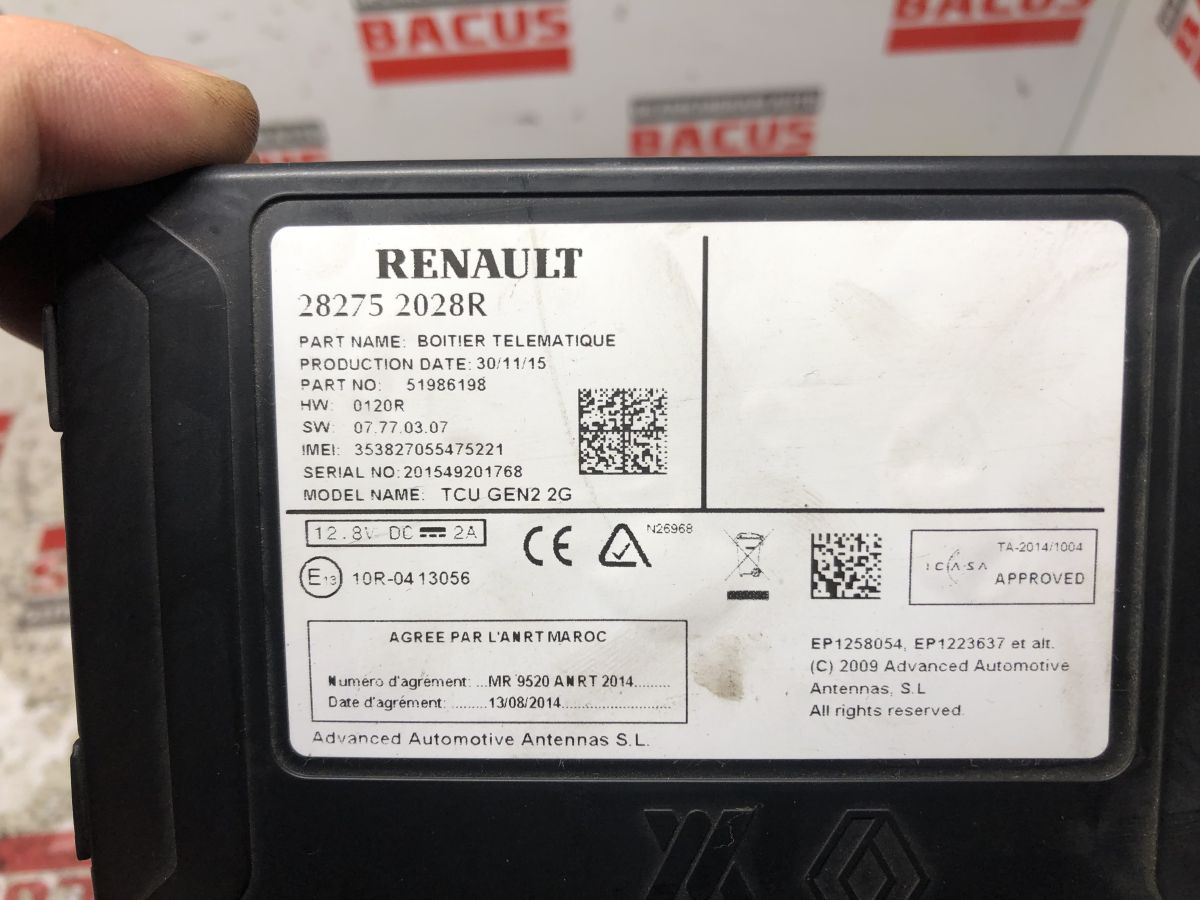 BACUS
BACUS
BACUS
RENAULT
28275 2028R
PART NAME: BOITIER TELEMATIQUE
PRODUCTION DATE: 30/11/15
PART NO: 51986198
HW: 0120R
SW: 07.77.03.07
IMEI: 353827055475221
SERIAL NO:201549201768
MODEL NAME: TCU GEN2 2G
12.8V DC 2A
CE
N26968
E13 10R-04 13056
ICASA
TA-2014/1004
APPROVED
AGREE PAR L'ANRT MAROC
Numéro d'agrément: ...MR 9520 ANRT 2014.........
Date d'agrément: .........13/08/2014.............................
Advanced Automotive Antennas S.L.
EP1258054, EP1223637 et alt.
(C) 2009 Advanced Automotive
Antennas, S.L
All rights reserved.